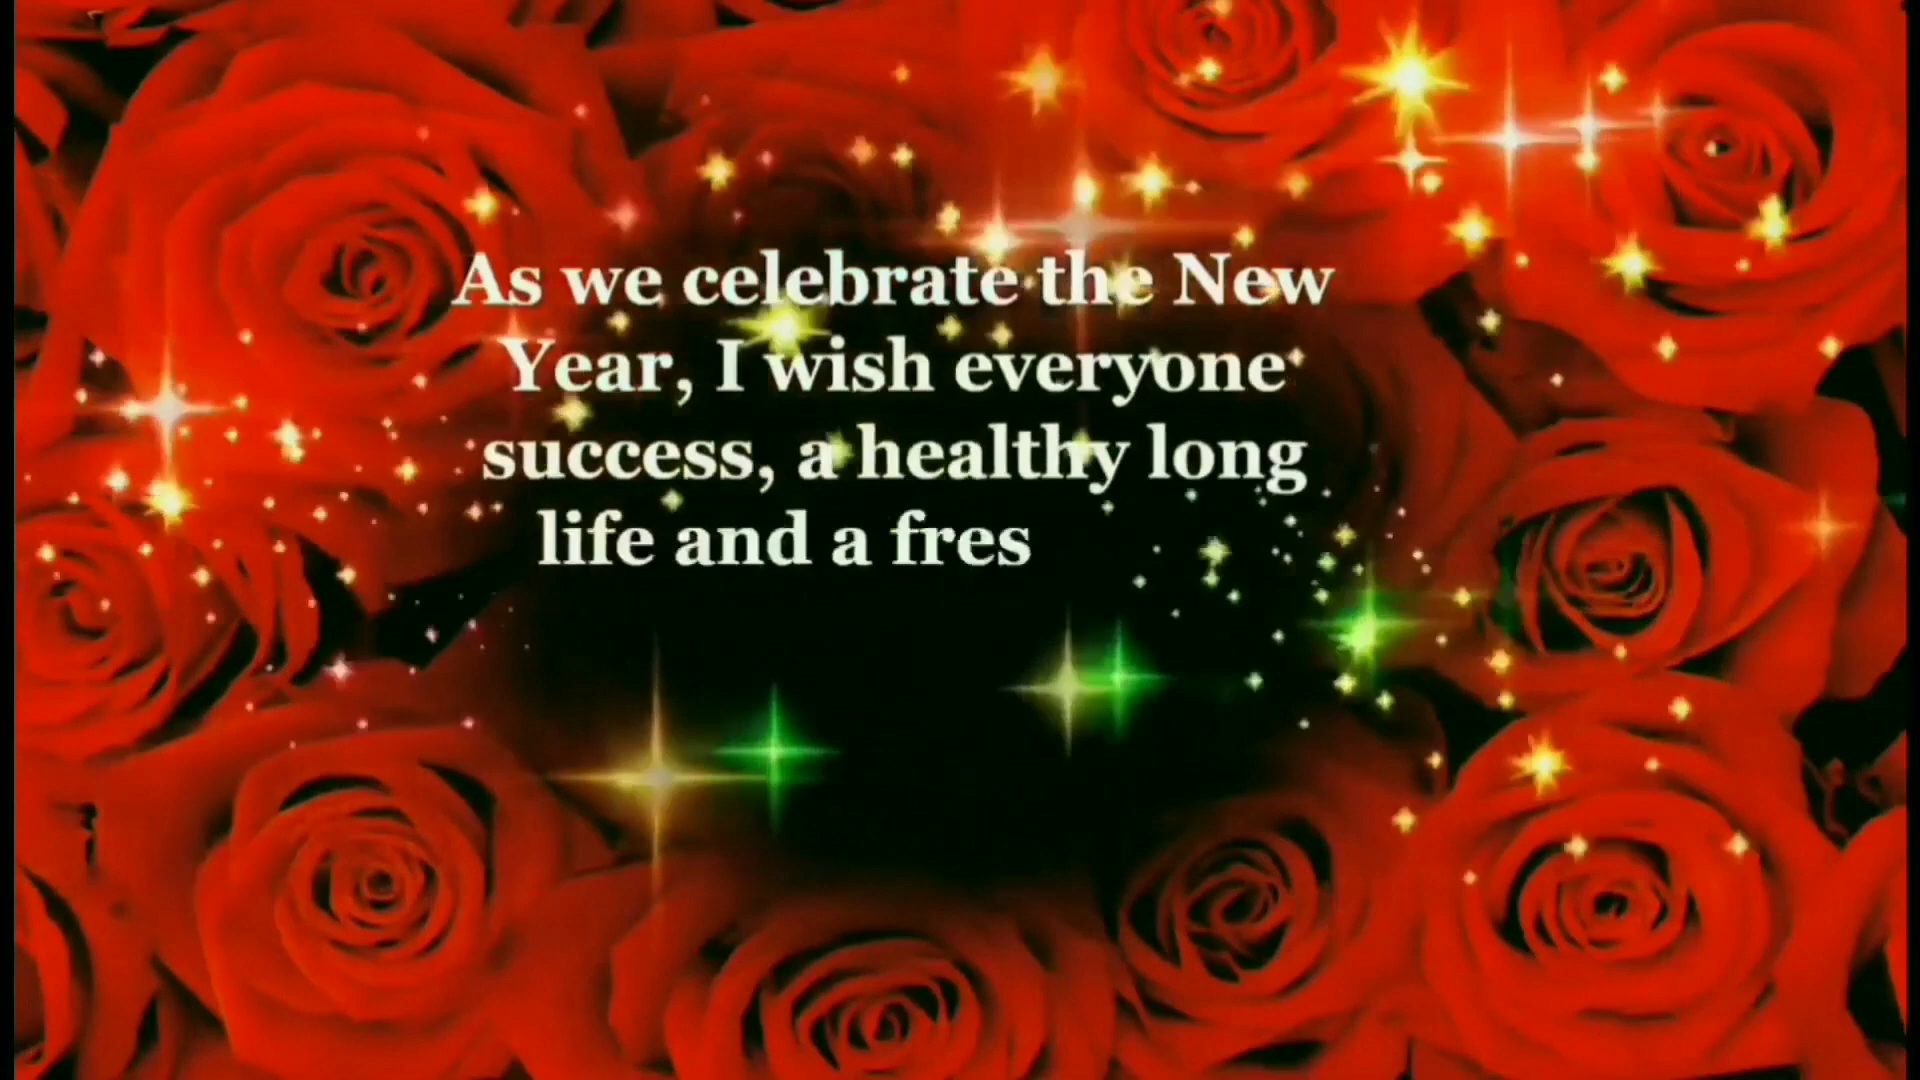 As we celebrate the New
Year, I wish everyone
success, a healthy long
life and a fres